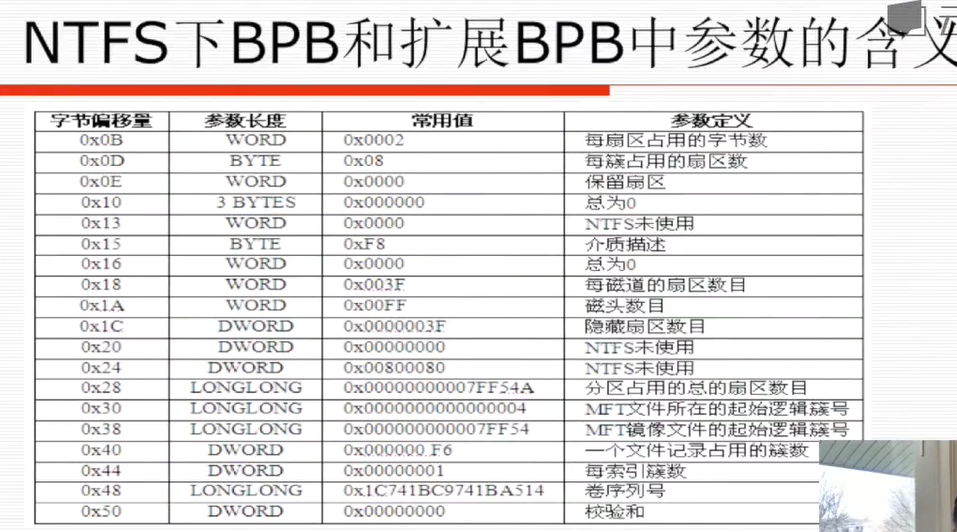 NTFS下BPB和扩展BPB中参数的含义
字节偏移量 参数长度 常用值 参数定义
0x0B WORD 0x0002 每扇区占用的字节数
0x0D BYTE 0x08 每簇占用的扇区数
0x0E WORD 0x0000 保留扇区
0x10 3 BYTES 0x000000 总为0
0x13 WORD 0x0000 NTFS未使用
0x15 BYTE 0xF8 介质描述
0x16 WORD 0x0000 总为0
0x18 WORD 0x003F 每磁道的扇区数目
0x1A WORD 0x00FF 磁头数目
0x1C DWORD 0x0000003F 隐藏扇区数目
0x20 DWORD 0x00000000 NTFS未使用
0x24 DWORD 0x00800080 NTFS未使用
0x28 LONGLONG 0x00000000007FF54A 分区占用的总的扇区数目
0x30 LONGLONG 0x0000000000000004 MFT文件所在的起始逻辑簇号
0x38 LONGLONG 0x000000000007FF54 MFT镜像文件的起始逻辑簇号
0x40 DWORD 0x000000.F6 一个文件记录占用的簇数
0x44 DWORD 0x00000001 每索引簇数
0x48 LONGLONG 0x1C741BC9741BA514 卷序列号
0x50 DWORD 0x00000000 校验和